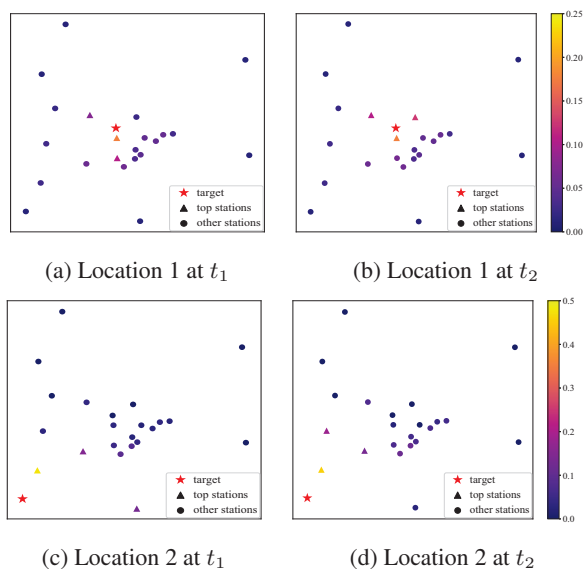 0.25
0.20
0.15
0.10
0.05
0.00
target
top stations
other stations
target
top stations
other stations
(a) Location 1 at t₁
(b) Location 1 at t₂
0.5
0.4
0.3
0.2
0.1
0.0
target
top stations
other stations
target
top stations
other stations
(c) Location 2 at t₁
(d) Location 2 at t₂